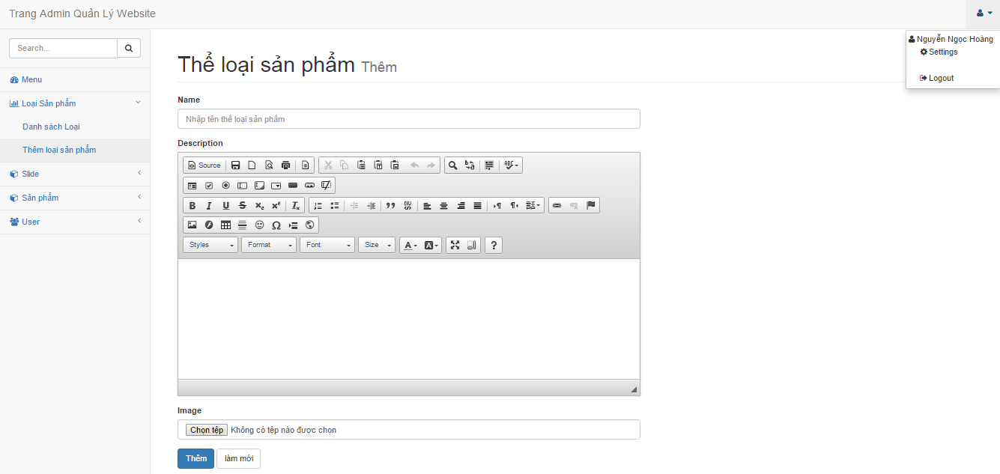 Trang Admin Quản Lý Website
Search...
Menu
Loại Sản phẩm
Danh sách Loại
Thêm loại sản phẩm
Slide
Sản phẩm
User
Nguyễn Ngọc Hoàng
Settings
Logout
Thể loại sản phẩm Thêm
Name
Nhập tên thể loại sản phẩm
Description
Source
Styles Format Font Size
Image
Chọn tệp Không có tệp nào được chọn
Thêm làm mới